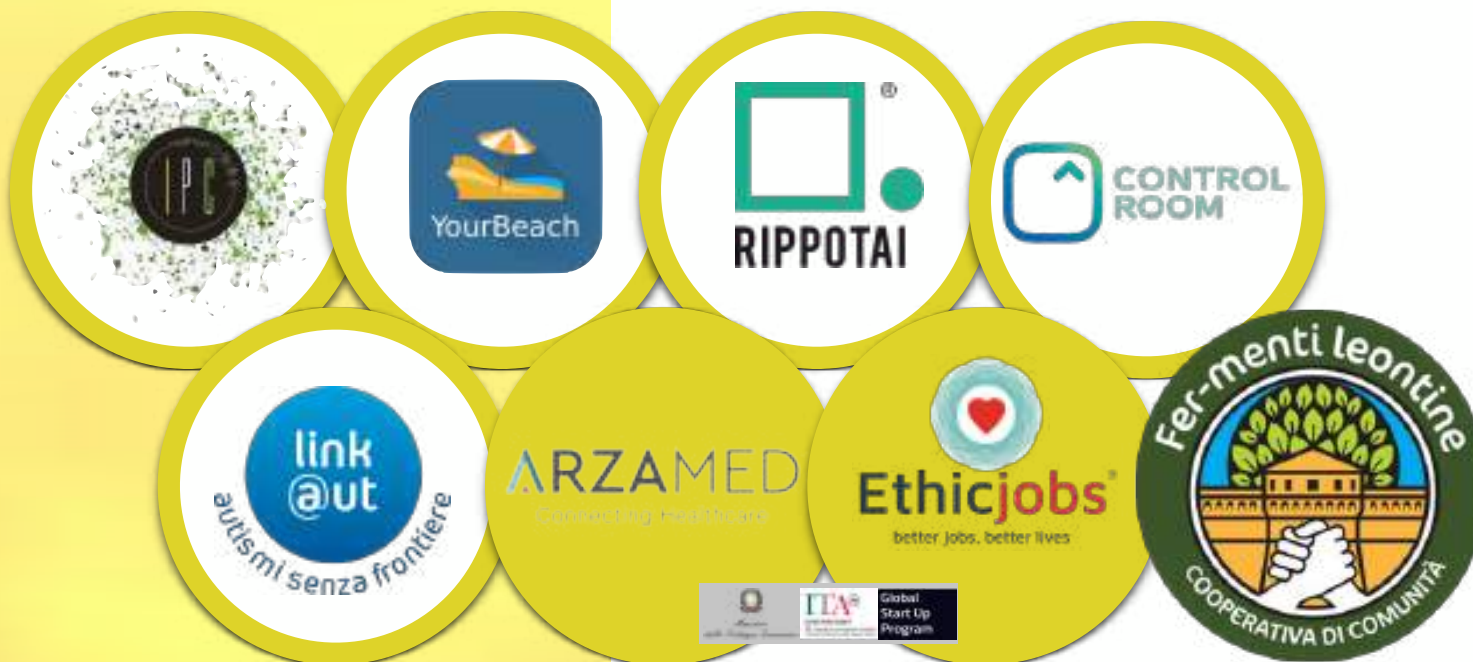 IPC
YourBeach
®
RIPPOTAI
CONTROL
ROOM
link
@ut
autismi senza frontiere
ARZAMED
Connecting Healthcare
Ethicjobs®
better jobs, better lives
Fer-menti leontine
COOPERATIVA DI COMUNITÀ
ITA®
Global
Start Up
Program